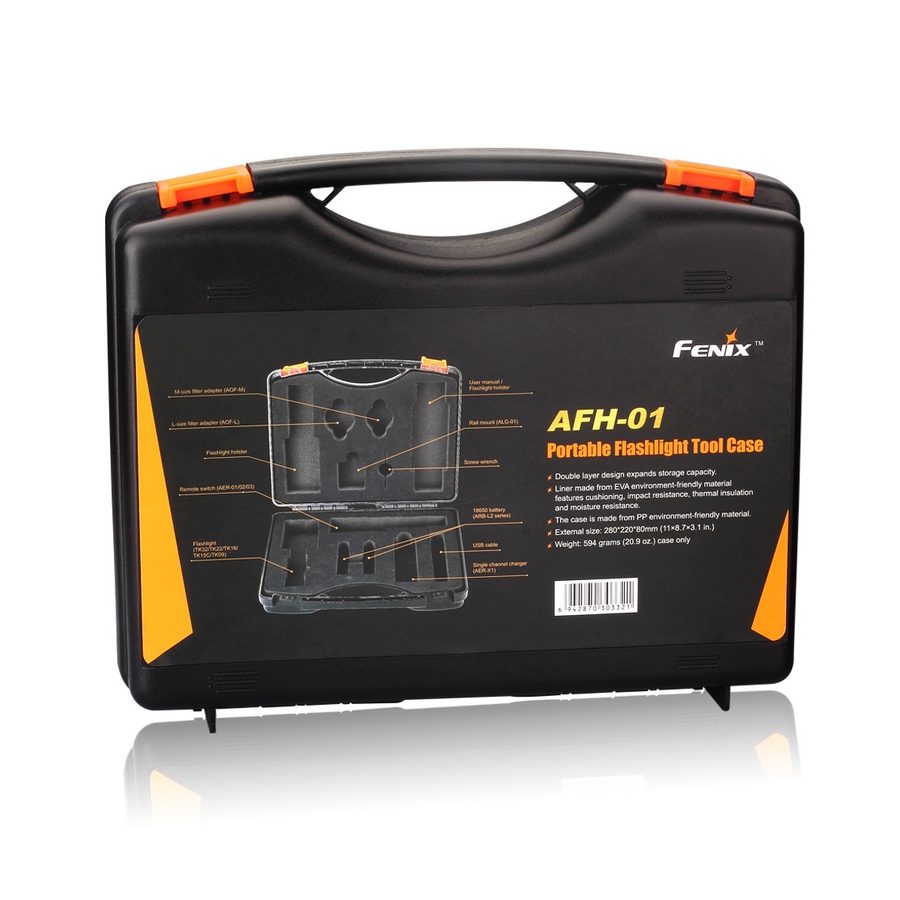 FENIX™
AFH-01
Portable Flashlight Tool Case
Double layer design expands storage capacity.
Liner made from EVA environment-friendly material
features cushioning, impact resistance, thermal insulation
and moisture resistance.
The case is made from PP environment-friendly material.
External size: 280*220*80mm (11×8.7×3.1 in.)
Weight: 594 grams (20.9 oz.) case only
6 942870 303321
M-size filter adapter (AOF-M)
L-size filter adapter (AOF-L)
Flashlight holster
Remote switch (AER-01/02/03)
Flashlight
(TK32/TK22/TK16/
TK15C/TK09)
User manual /
Flashlight holster
Rail mount (ALG-01)
Screw wrench
18650 battery
(ARB-L2 series)
USB cable
Single channel charger
(ARE-X1)